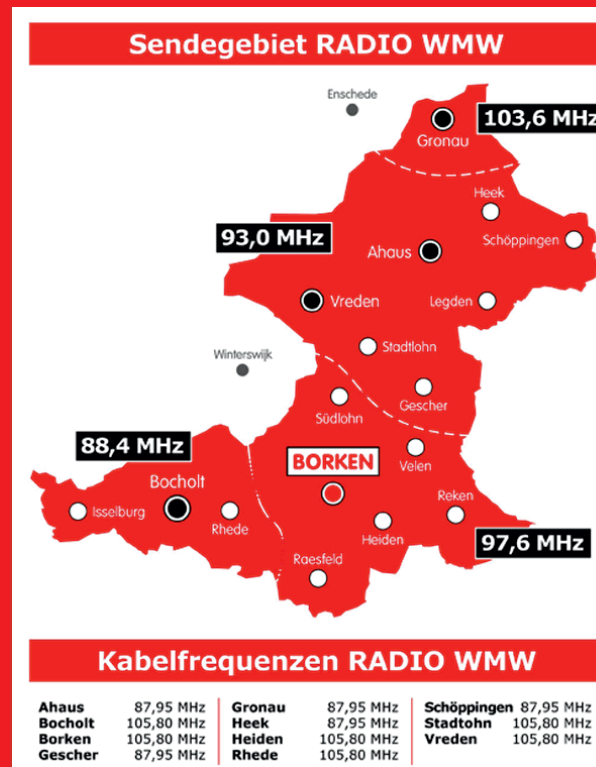 Sendegebiet RADIO WMW
Enschede
103,6 MHz
Gronau
Heek
93,0 MHz
Schöppingen
Ahaus
Vreden
Legden
Stadtlohn
Winterswijk
Gescher
Südlohn
88,4 MHz
BORKEN
Velen
Bocholt
Reken
Isselburg
Rhede
Heiden
97,6 MHz
Raesfeld
Kabelfrequenzen RADIO WMW
Ahaus 87,95 MHz
Bocholt 105,80 MHz
Borken 105,80 MHz
Gescher 87,95 MHz
Gronau 87,95 MHz
Heek 87,95 MHz
Heiden 105,80 MHz
Rhede 105,80 MHz
Schöppingen 87,95 MHz
Stadtohn 105,80 MHz
Vreden 105,80 MHz